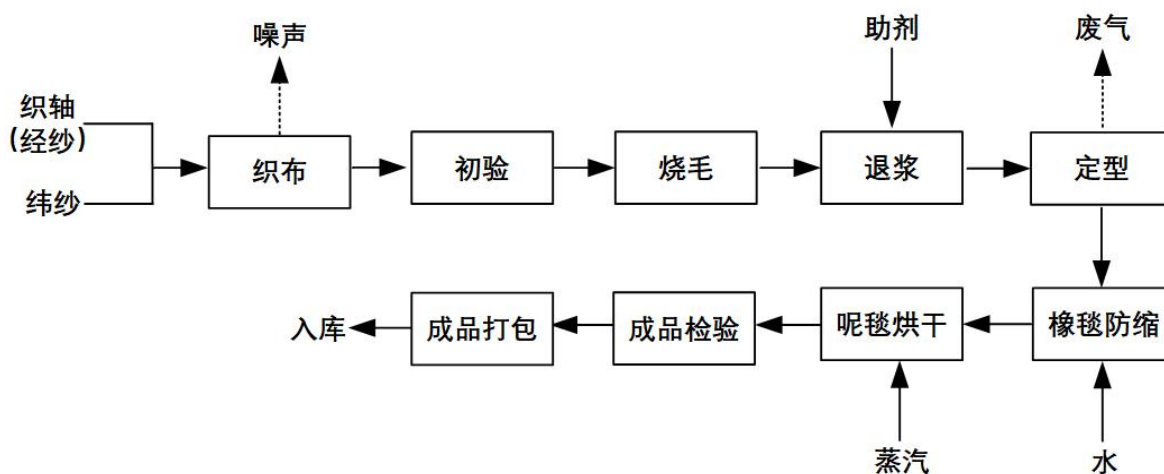 噪声
助剂
废气
织轴
(经纱)
纬纱
织布
初验
烧毛
退浆
定型
入库
成品打包
成品检验
呢毯烘干
橡毯防缩
蒸汽
水